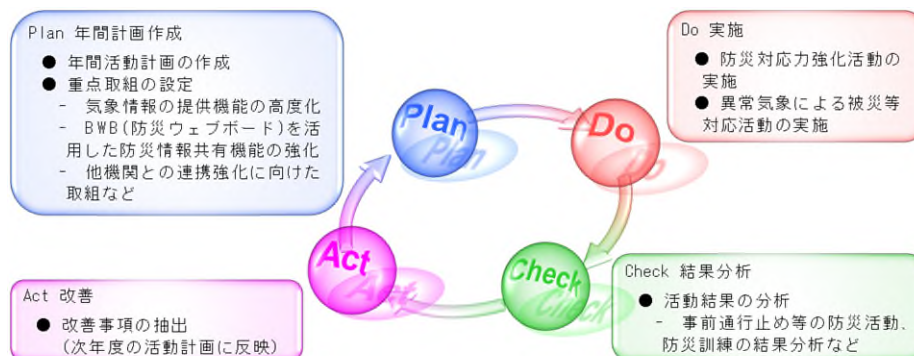 Plan 年間計画作成
● 年間活動計画の作成
● 重点取組の設定
- 気象情報の提供機能の高度化
- BWB(防災ウェブボード)を活
用した防災情報共有機能の強化
- 他機関との連携強化に向けた
取組など
Do 実施
● 防災対応力強化活動の
実施
● 異常気象による被災等
対応活動の実施
Plan
Do
Act
Check
Act 改善
● 改善事項の抽出
(次年度の活動計画に反映)
Check 結果分析
● 活動結果の分析
- 事前通行止め等の防災活動、
防災訓練の結果分析など